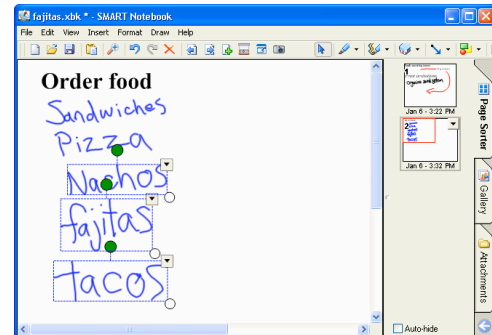 fajitas.xbk * - SMART Notebook
File Edit View Insert Format Draw Help
Order food
Sandwiches
Pizza
Nachos
fajitas
tacos
Jan 6 - 3:22 PM
2
Jan 6 - 3:32 PM
Page Sorter
Gallery
Attachments
Auto-hide